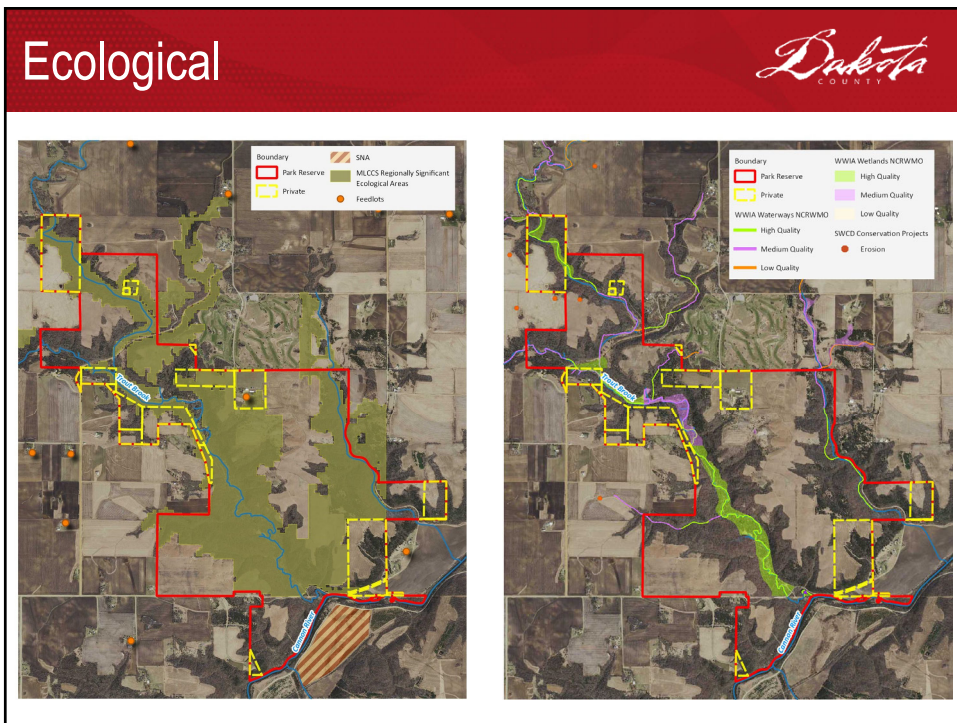 Ecological
Dakota
COUNTY
Boundary
Park Reserve
Private
SNA
MLCCS Regionally Significant
Ecological Areas
Feedlots
Trout Brook
Cannon River
Boundary
Park Reserve
Private
WWIA Waterways NCRWMO
High Quality
Medium Quality
Low Quality
WWIA Wetlands NCRWMO
High Quality
Medium Quality
Low Quality
SWCD Conservation Projects
Erosion
Trout Brook
Cannon River